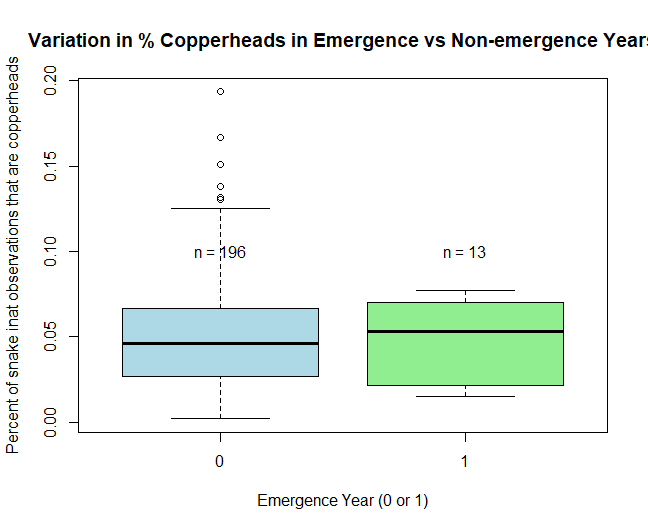 Variation in % Copperheads in Emergence vs Non-emergence Years
Percent of snake inat observations that are copperheads
0.20
0.15
0.10
0.05
0.00
n = 196
n = 13
0
1
Emergence Year (0 or 1)